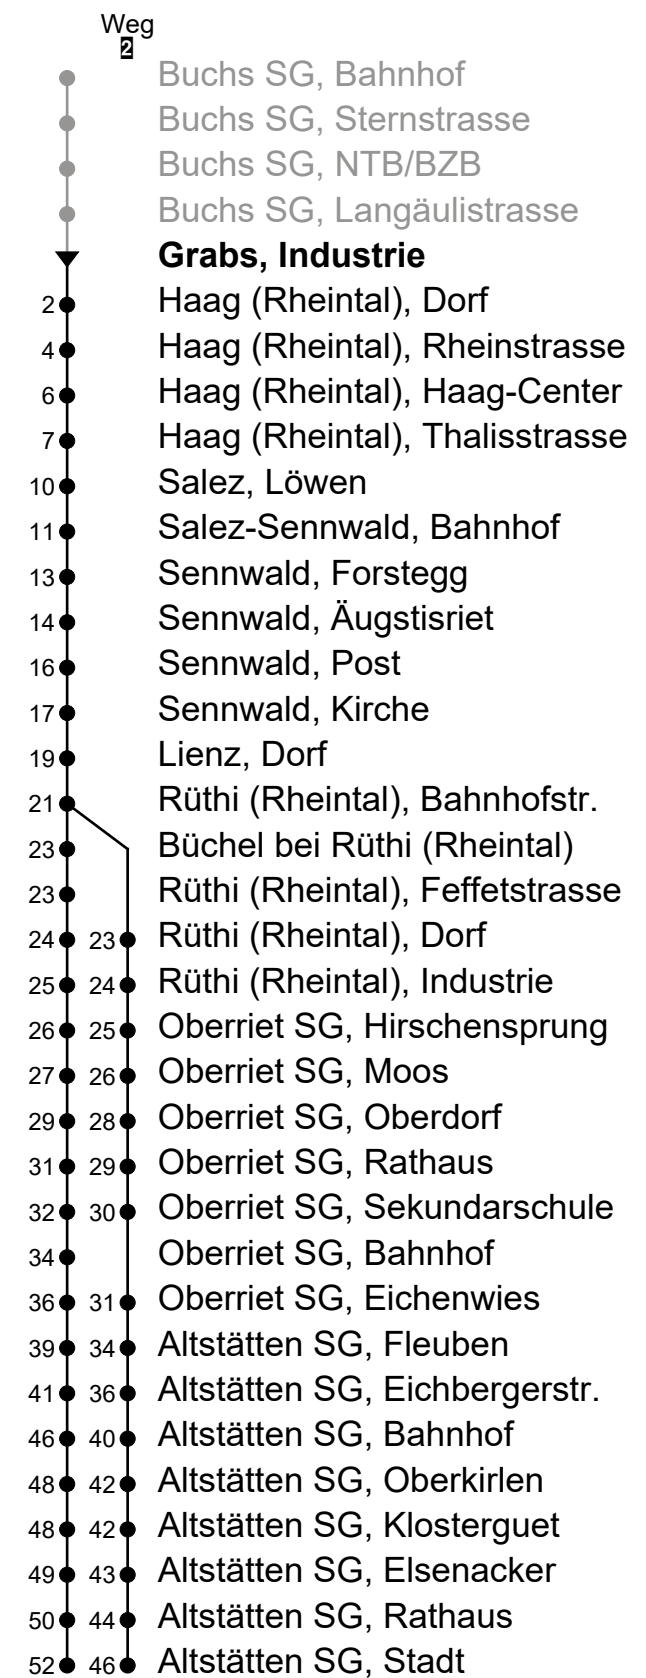 Weg
2
Buchs SG, Bahnhof
Buchs SG, Sternstrasse
Buchs SG, NTB/BZB
Buchs SG, Langäulistrasse
Grabs, Industrie
2 Haag (Rheintal), Dorf
4 Haag (Rheintal), Rheinstrasse
6 Haag (Rheintal), Haag-Center
7 Haag (Rheintal), Thalisstrasse
10 Salez, Löwen
11 Salez-Sennwald, Bahnhof
13 Sennwald, Forstegg
14 Sennwald, Äugstisriet
16 Sennwald, Post
17 Sennwald, Kirche
19 Lienz, Dorf
21 Rüthi (Rheintal), Bahnhofstr.
23 Büchel bei Rüthi (Rheintal)
23 Rüthi (Rheintal), Feffetstrasse
24 23 Rüthi (Rheintal), Dorf
25 24 Rüthi (Rheintal), Industrie
26 25 Oberriet SG, Hirschensprung
27 26 Oberriet SG, Moos
29 28 Oberriet SG, Oberdorf
31 29 Oberriet SG, Rathaus
32 30 Oberriet SG, Sekundarschule
34 Oberriet SG, Bahnhof
36 31 Oberriet SG, Eichenwies
39 34 Altstätten SG, Fleuben
41 36 Altstätten SG, Eichbergerstr.
46 40 Altstätten SG, Bahnhof
48 42 Altstätten SG, Oberkirlen
48 42 Altstätten SG, Klosterguet
49 43 Altstätten SG, Elsenacker
50 44 Altstätten SG, Rathaus
52 46 Altstätten SG, Stadt